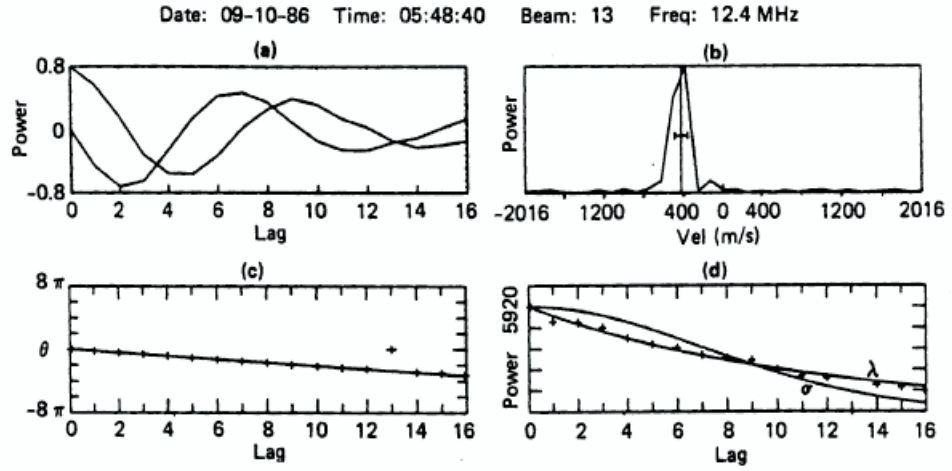 Date: 09-10-86 Time: 05:48:40 Beam: 13 Freq: 12.4 MHz
(a)
0.8
0
-0.8
Power
0 2 4 6 8 10 12 14 16
Lag
(b)
Power
-2016 1200 400 0 400 1200 2016
Vel (m/s)
(c)
8 π
θ
-8 π
0 2 4 6 8 10 12 14 16
Lag
(d)
Power 5920
λ
σ
0 2 4 6 8 10 12 14 16
Lag